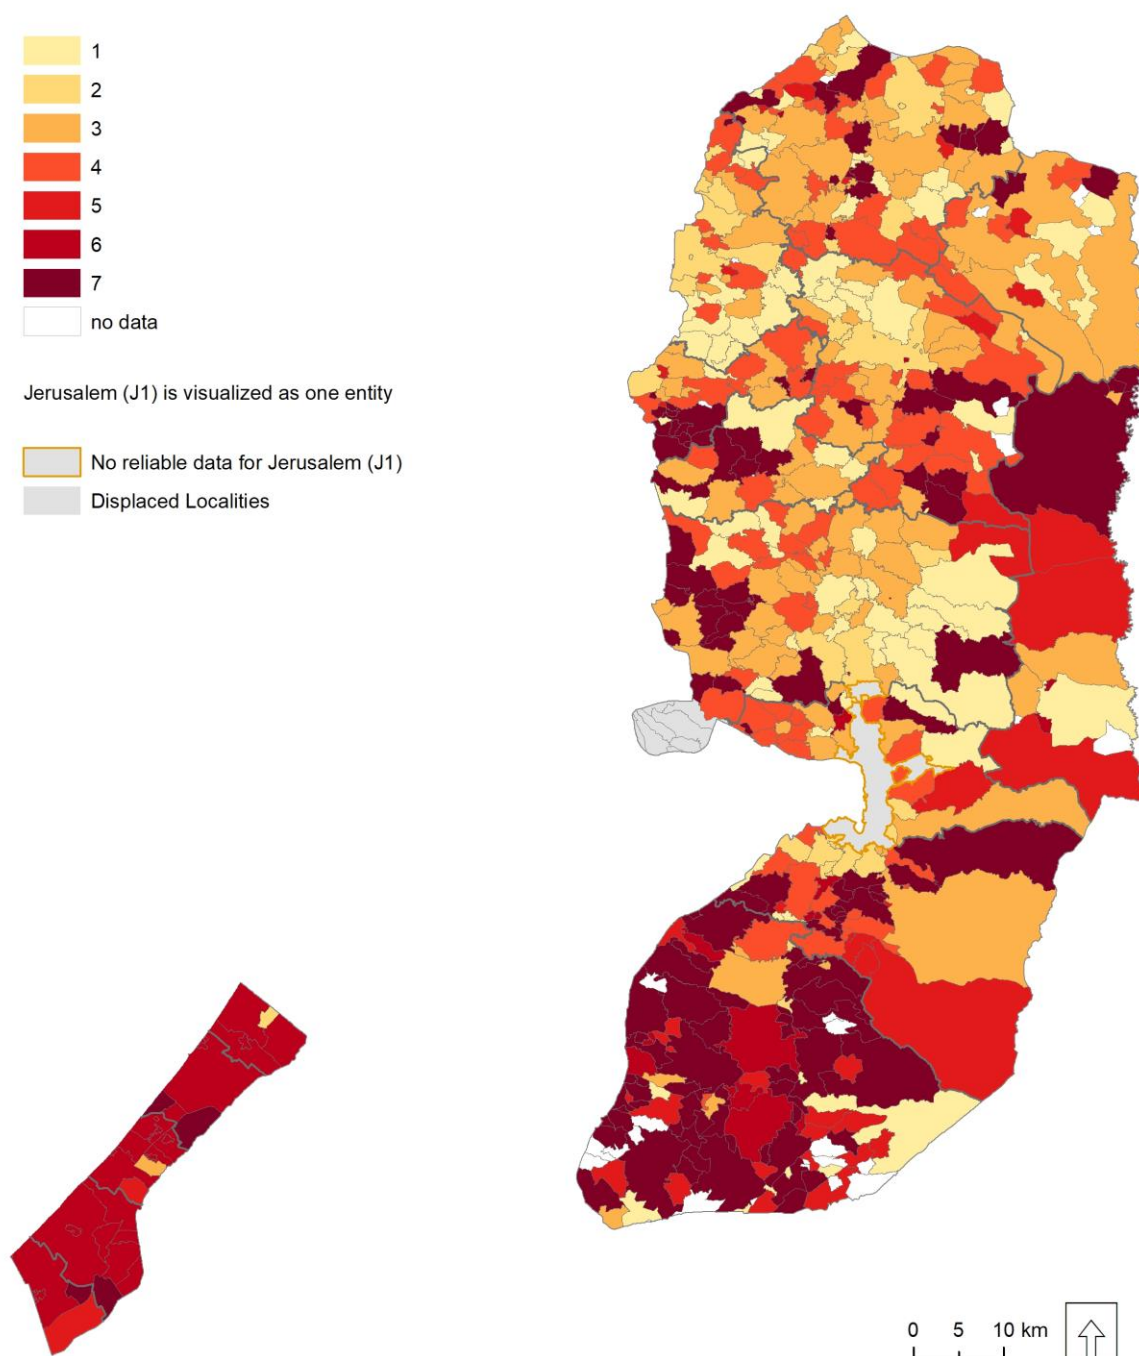 1
2
3
4
5
6
7
no data
Jerusalem (J1) is visualized as one entity
No reliable data for Jerusalem (J1)
Displaced Localities
0 5 10 km